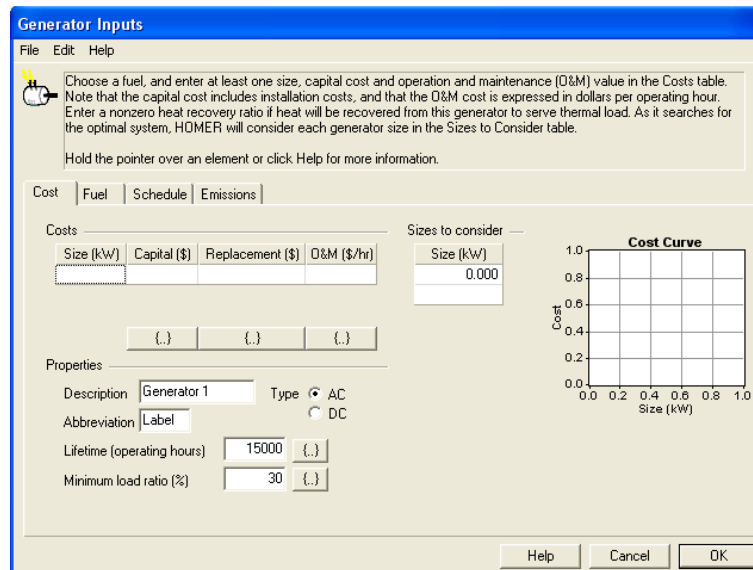 Generator Inputs
File Edit Help
Choose a fuel, and enter at least one size, capital cost and operation and maintenance (O&M) value in the Costs table.
Note that the capital cost includes installation costs, and that the O&M cost is expressed in dollars per operating hour.
Enter a nonzero heat recovery ratio if heat will be recovered from this generator to serve thermal load. As it searches for
the optimal system, HOMER will consider each generator size in the Sizes to Consider table.
Hold the pointer over an element or click Help for more information.
Cost Fuel Schedule Emissions
Costs
Size (kW) Capital ($) Replacement ($) O&M ($/hr)
{..} {..} {..}
Sizes to consider
Size (kW)
0.000
Cost Curve
1.0
0.8
0.6
0.4
0.2
0.0
Cost
0.0 0.2 0.4 0.6 0.8 1.0
Size (kW)
Properties
Description Generator 1 Type AC
DC
Abbreviation Label
Lifetime (operating hours) 15000 {..}
Minimum load ratio (%) 30 {..}
Help Cancel OK